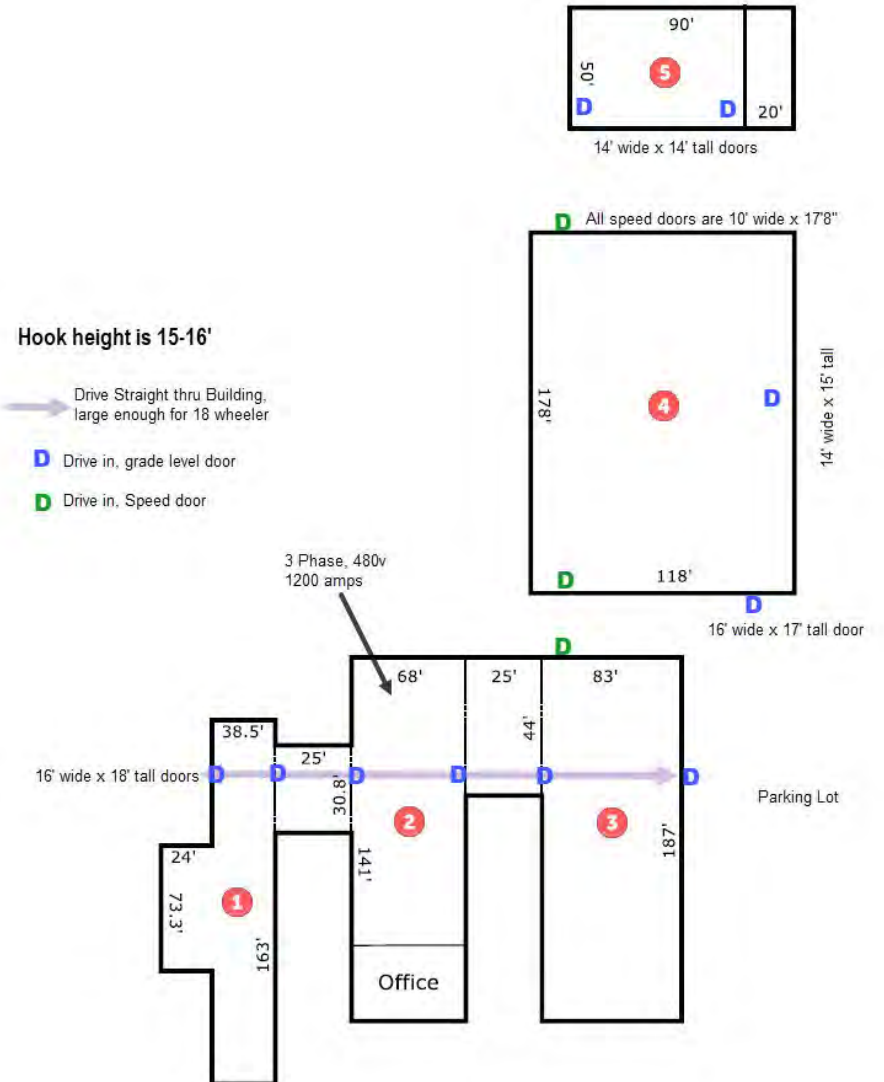 90'
50'
5
D
D
20'
14' wide x 14' tall doors
D
All speed doors are 10' wide x 17'8"
Hook height is 15-16'
Drive Straight thru Building,
large enough for 18 wheeler
D Drive in, grade level door
D Drive in, Speed door
178'
4
D
14' wide x 15' tall
D
118'
D
16' wide x 17' tall door
3 Phase, 480v
1200 amps
D
68'
25'
83'
44'
38.5'
25'
16' wide x 18' tall doors
D
D
D
D
D
D
30.8'
Parking Lot
2
3
187'
141'
24'
73.3'
1
163'
Office